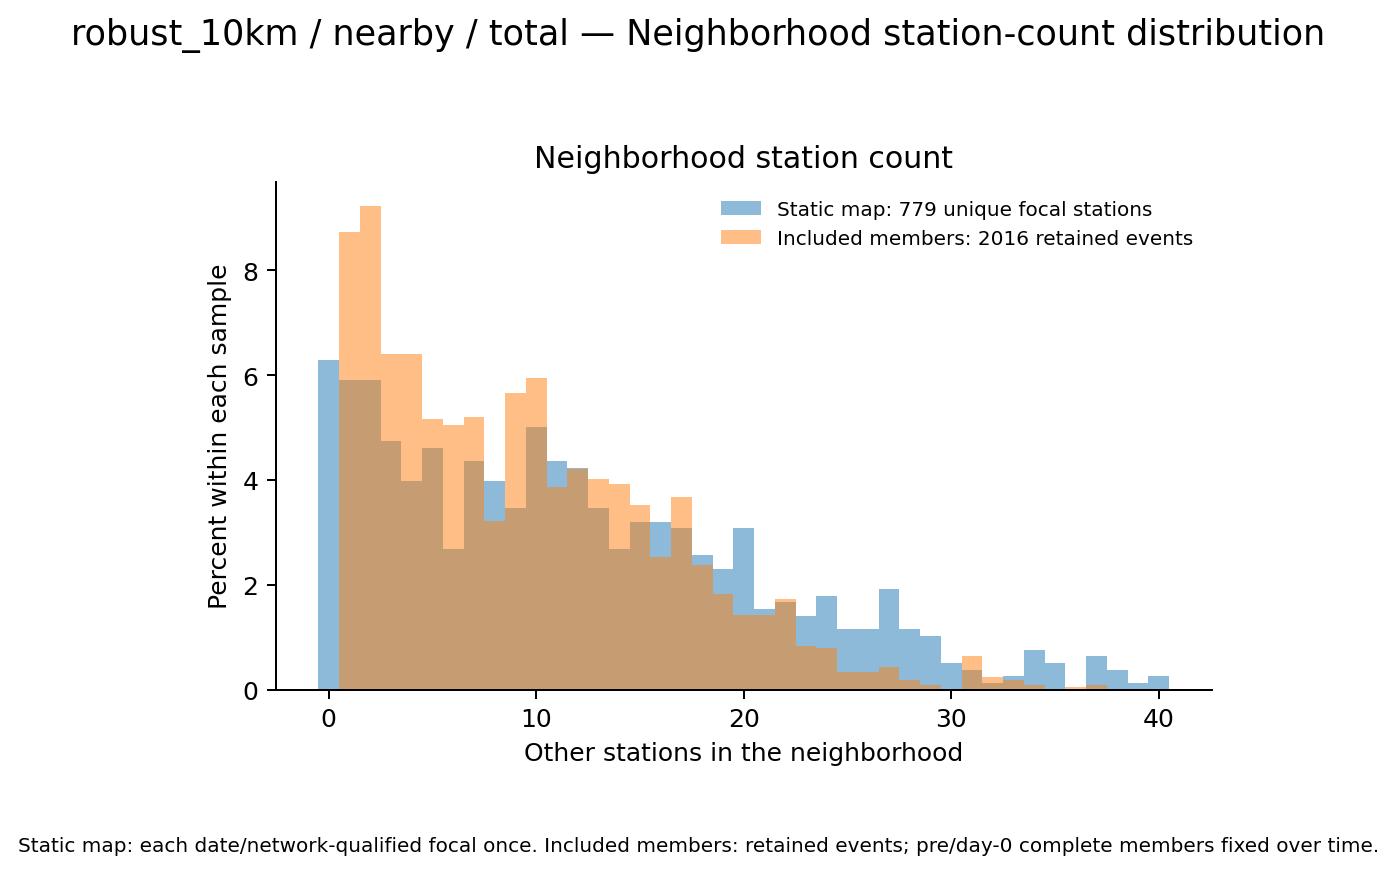 robust_10km / nearby / total — Neighborhood station-count distribution
Neighborhood station count
Static map: 779 unique focal stations
Included members: 2016 retained events
Percent within each sample
8
6
4
2
0
0 10 20 30 40
Other stations in the neighborhood
Static map: each date/network-qualified focal once. Included members: retained events; pre/day-0 complete members fixed over time.